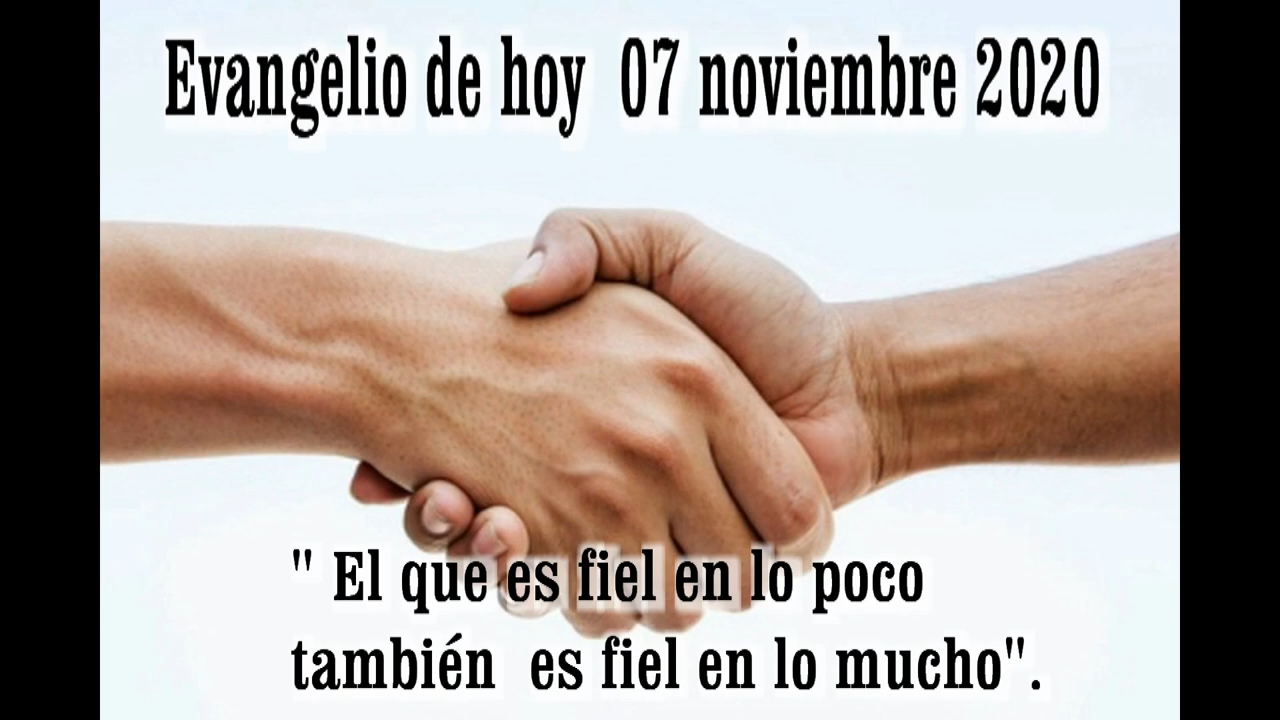 Evangelio de hoy 07 noviembre 2020
" El que es fiel en lo poco
también es fiel en lo mucho".